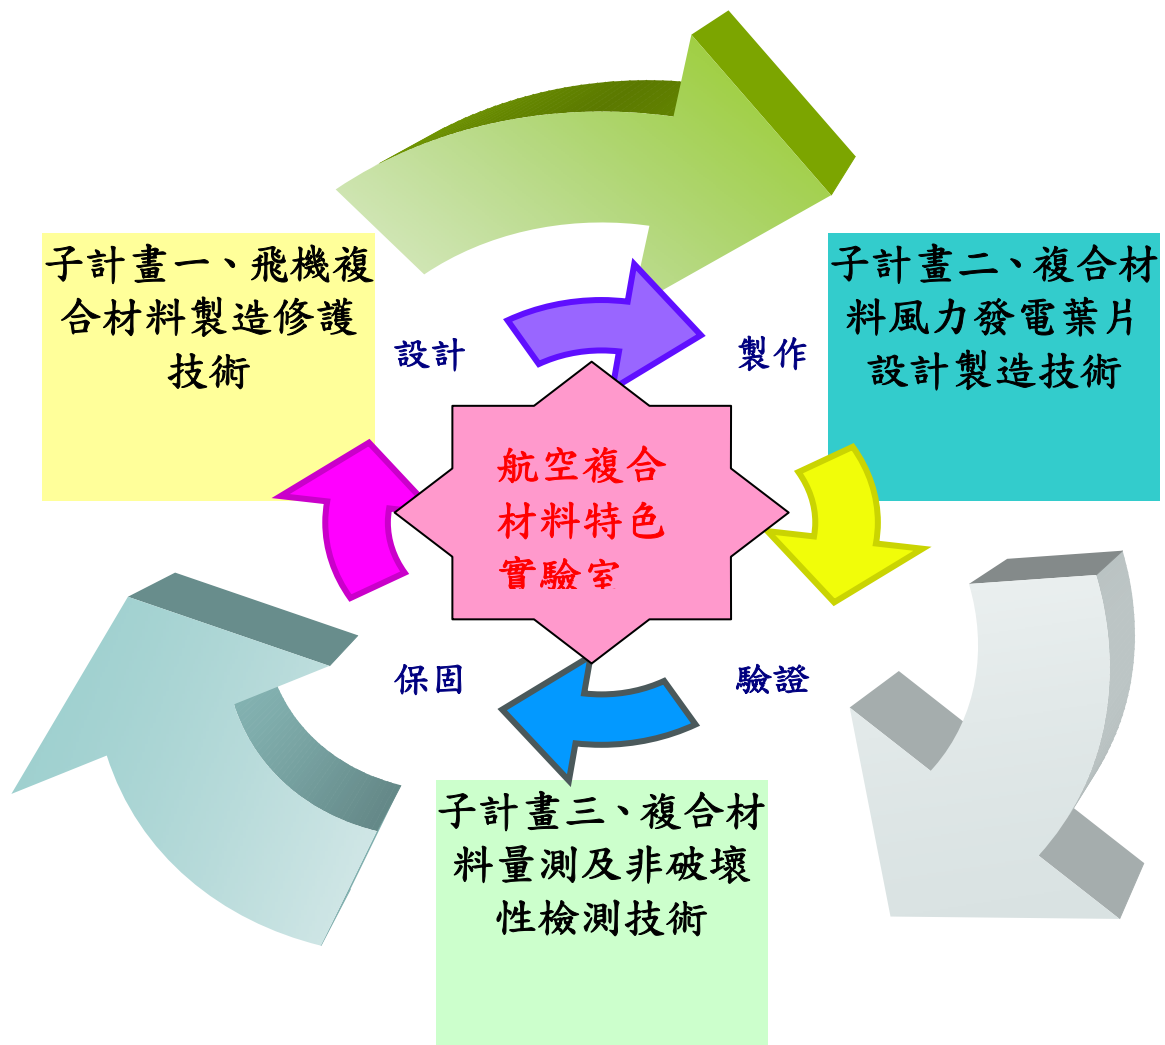 子計畫一、飛機複
合材料製造修護
技術
子計畫二、複合材
料風力發電葉片
設計製造技術
設計
製作
航空複合
材料特色
實驗室
保固
驗證
子計畫三、複合材
料量測及非破壞
性檢測技術